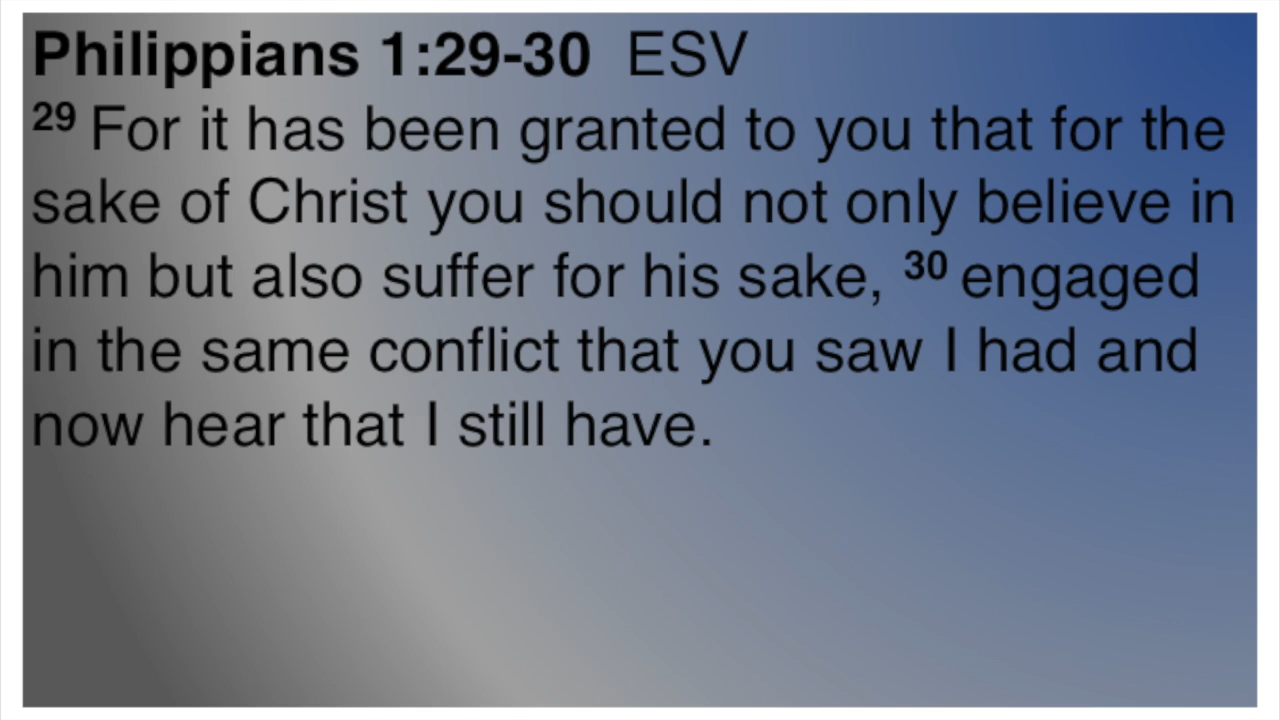 Philippians 1:29-30 ESV
29 For it has been granted to you that for the
sake of Christ you should not only believe in
him but also suffer for his sake, 30 engaged
in the same conflict that you saw I had and
now hear that I still have.